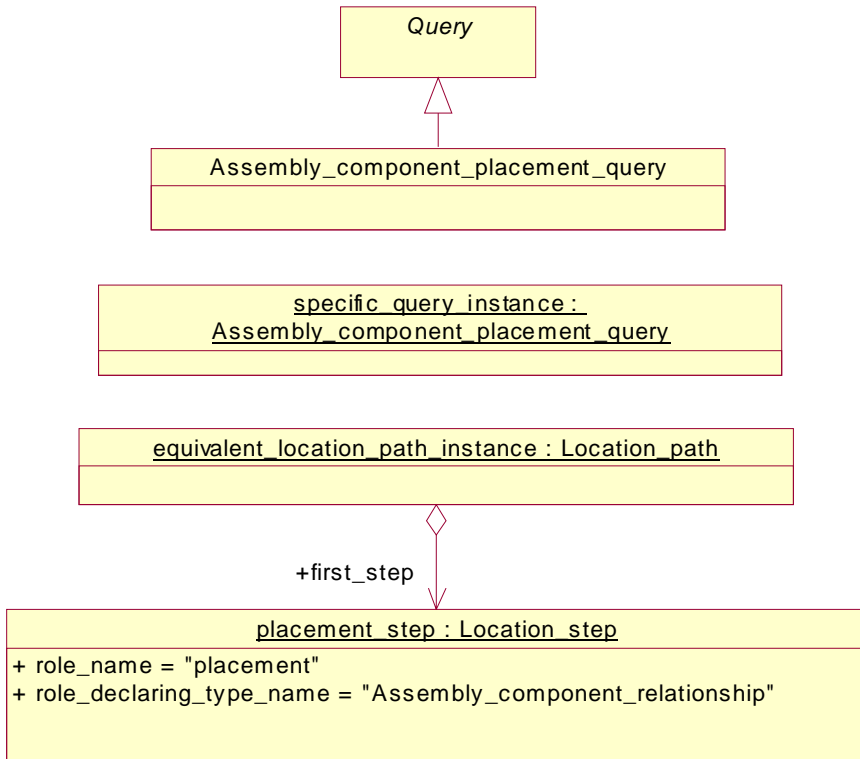 Query
Assembly_component_placement_query
specific_query_instance :
Assembly_component_placement_query
equivalent_location_path_instance : Location_path
+first_step
placement_step : Location_step
+ role_name = "placement"
+ role_declaring_type_name = "Assembly_component_relationship"